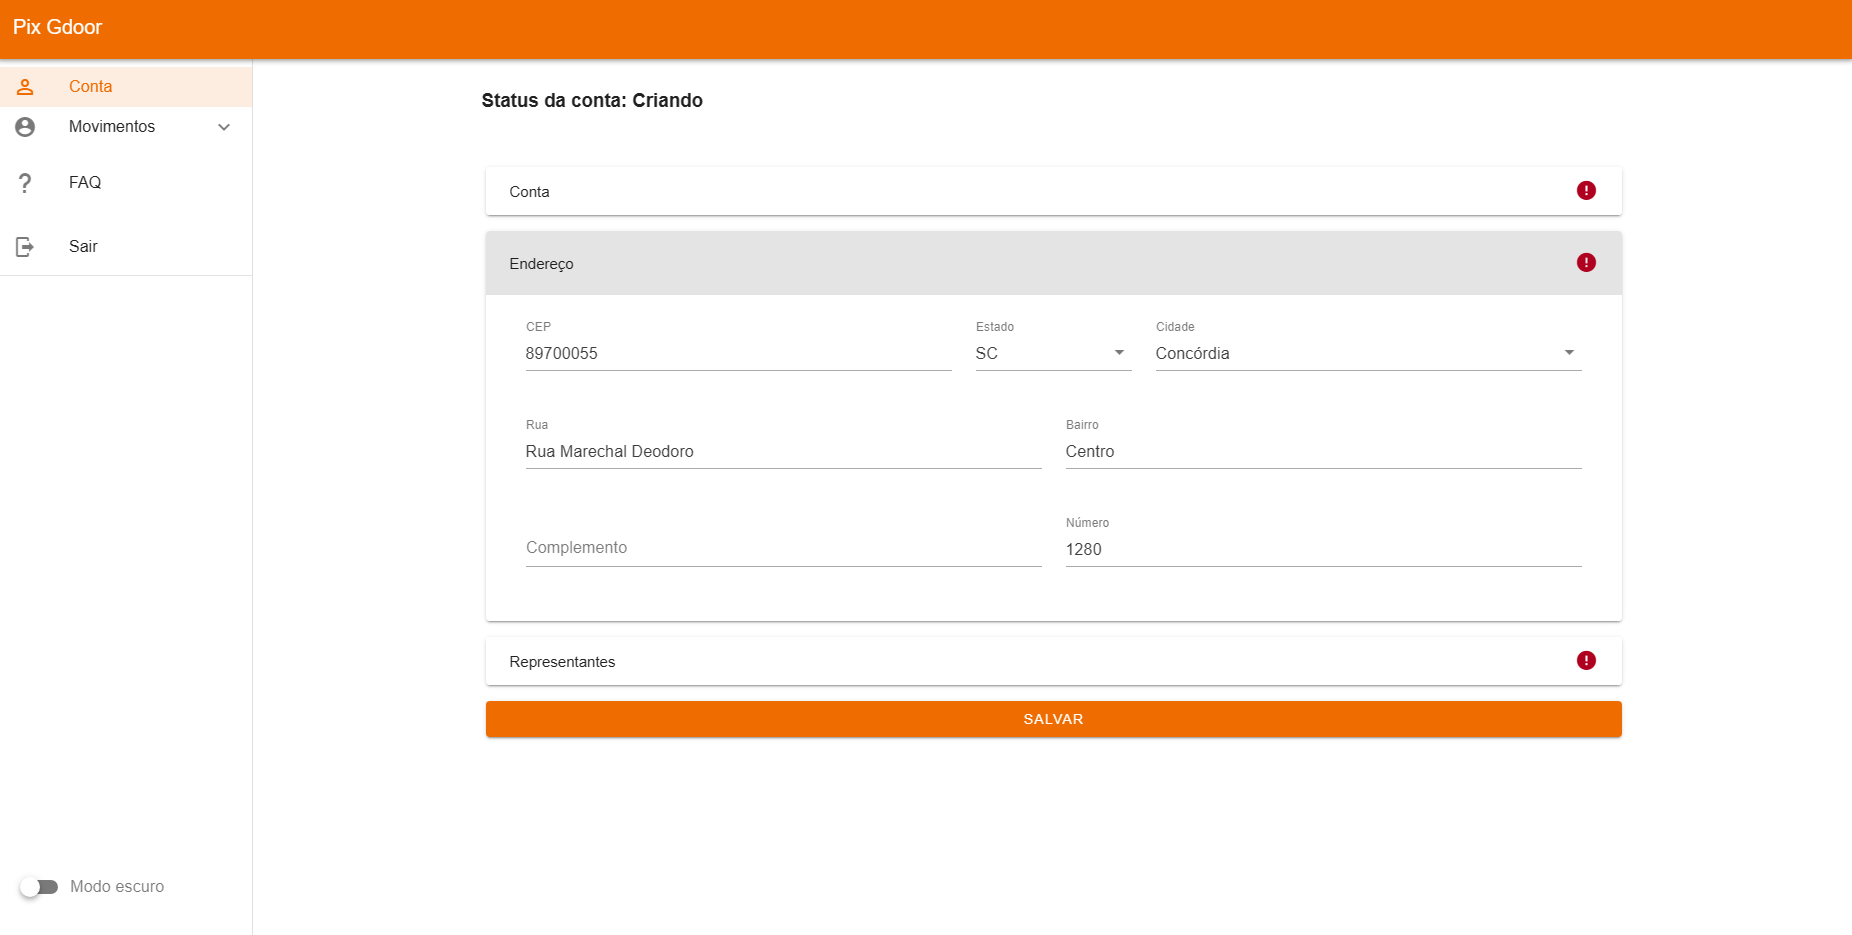 Pix Gdoor
Conta
Movimentos
FAQ
Sair
Modo escuro
Status da conta: Criando
Conta
Endereço
CEP
89700055
Estado
SC
Cidade
Concórdia
Rua
Rua Marechal Deodoro
Bairro
Centro
Complemento
Número
1280
Representantes
SALVAR